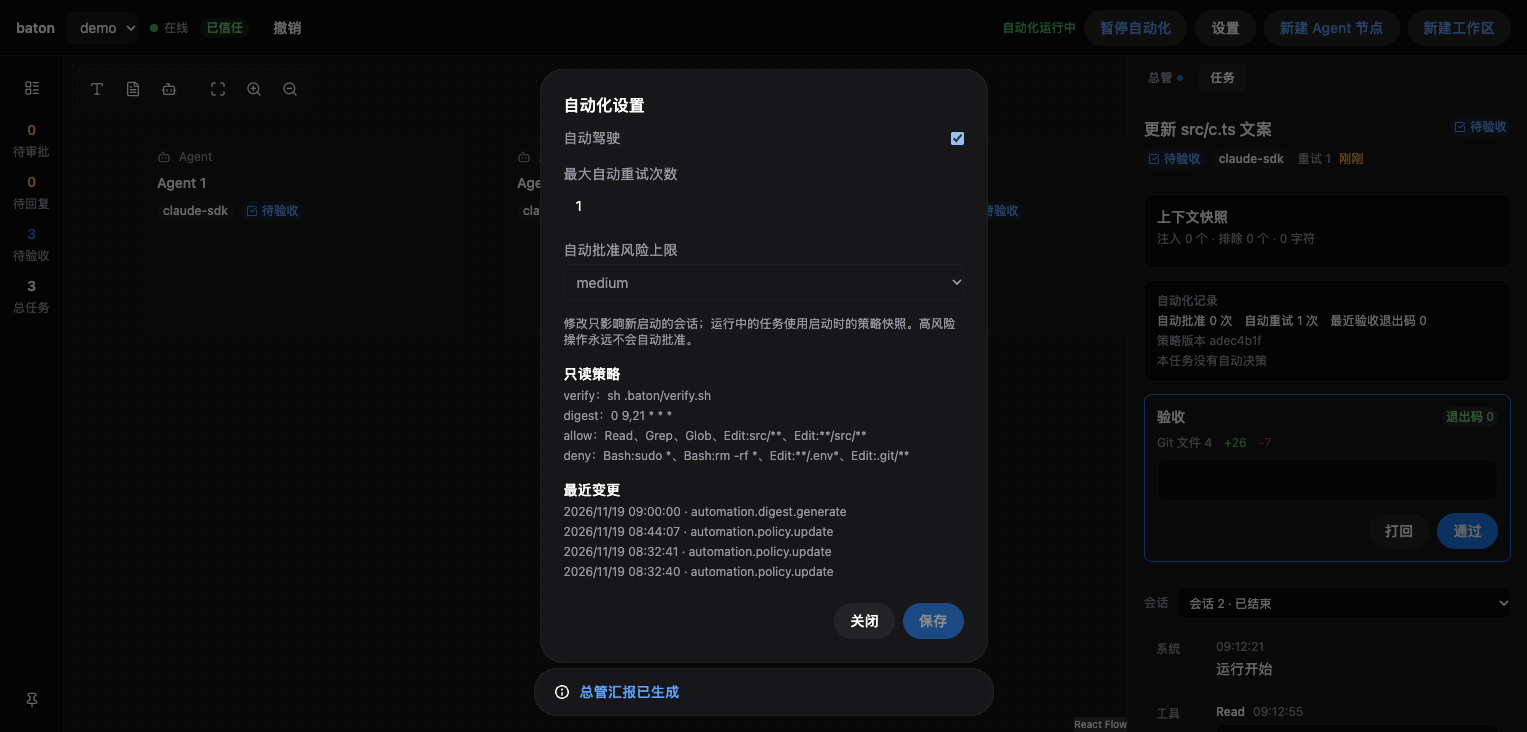 baton demo 在线 已信任 撤销 自动化运行中 暂停自动化 设置 新建 Agent 节点 新建工作区
0
待审批
0
待回复
3
待验收
3
总任务
Agent
Agent 1
claude-sdk 待验收
Age
cla
待验收
自动化设置
自动驾驶
最大自动重试次数
1
自动批准风险上限
medium
修改只影响新启动的会话；运行中的任务使用启动时的策略快照。高风险
操作永远不会自动批准。
只读策略
verify：sh .baton/verify.sh
digest：0 9,21 * * *
allow：Read、Grep、Glob、Edit:src/**、Edit:**/src/**
deny：Bash:sudo *、Bash:rm -rf *、Edit:**/.env*、Edit:.git/**
最近变更
2026/11/19 09:00:00 · automation.digest.generate
2026/11/19 08:44:07 · automation.policy.update
2026/11/19 08:32:41 · automation.policy.update
2026/11/19 08:32:40 · automation.policy.update
关闭 保存
总管汇报已生成
React Flow
总管 任务
更新 src/c.ts 文案 待验收
待验收 claude-sdk 重试 1 刚刚
上下文快照
注入 0 个 · 排除 0 个 · 0 字符
自动化记录
自动批准 0 次 自动重试 1 次 最近验收退出码 0
策略版本 adec4b1f
本任务没有自动决策
验收 退出码 0
Git 文件 4 +26 -7
打回 通过
会话 会话 2 · 已结束
系统 09:12:21
运行开始
工具 Read 09:12:55